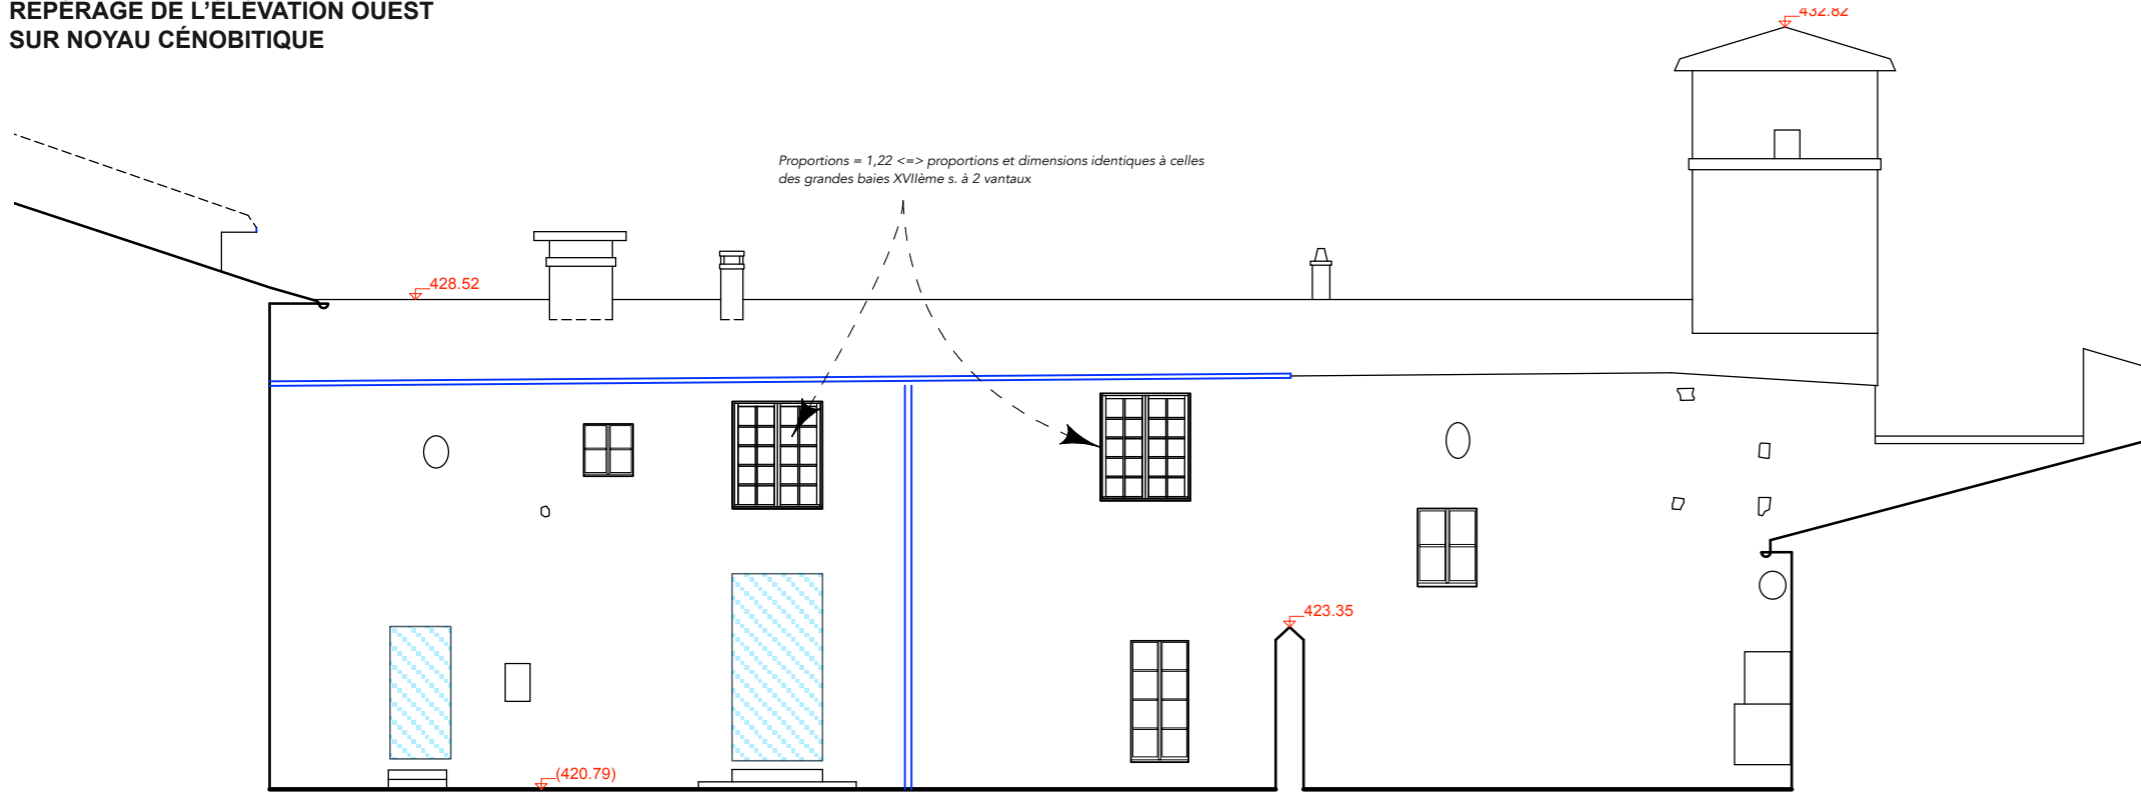 REPÉRAGE DE L'ÉLÉVATION OUEST
SUR NOYAU CÉNOBITIQUE
432.82
Proportions = 1,22 <=> proportions et dimensions identiques à celles
des grandes baies XVIIème s. à 2 vantaux
428.52
423.35
(420.79)